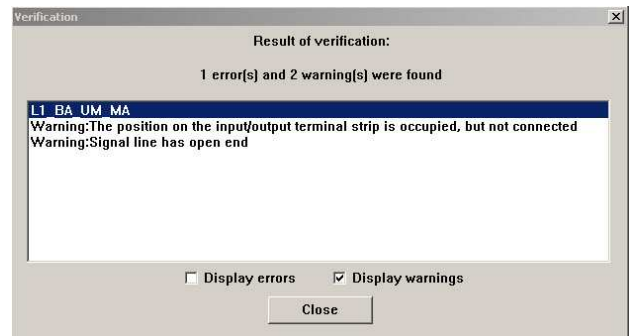 Verification
Result of verification:
1 error(s) and 2 warning(s) were found
L1_BA_UM_MA
Warning:The position on the input/output terminal strip is occupied, but not connected
Warning:Signal line has open end
Display errors Display warnings
Close